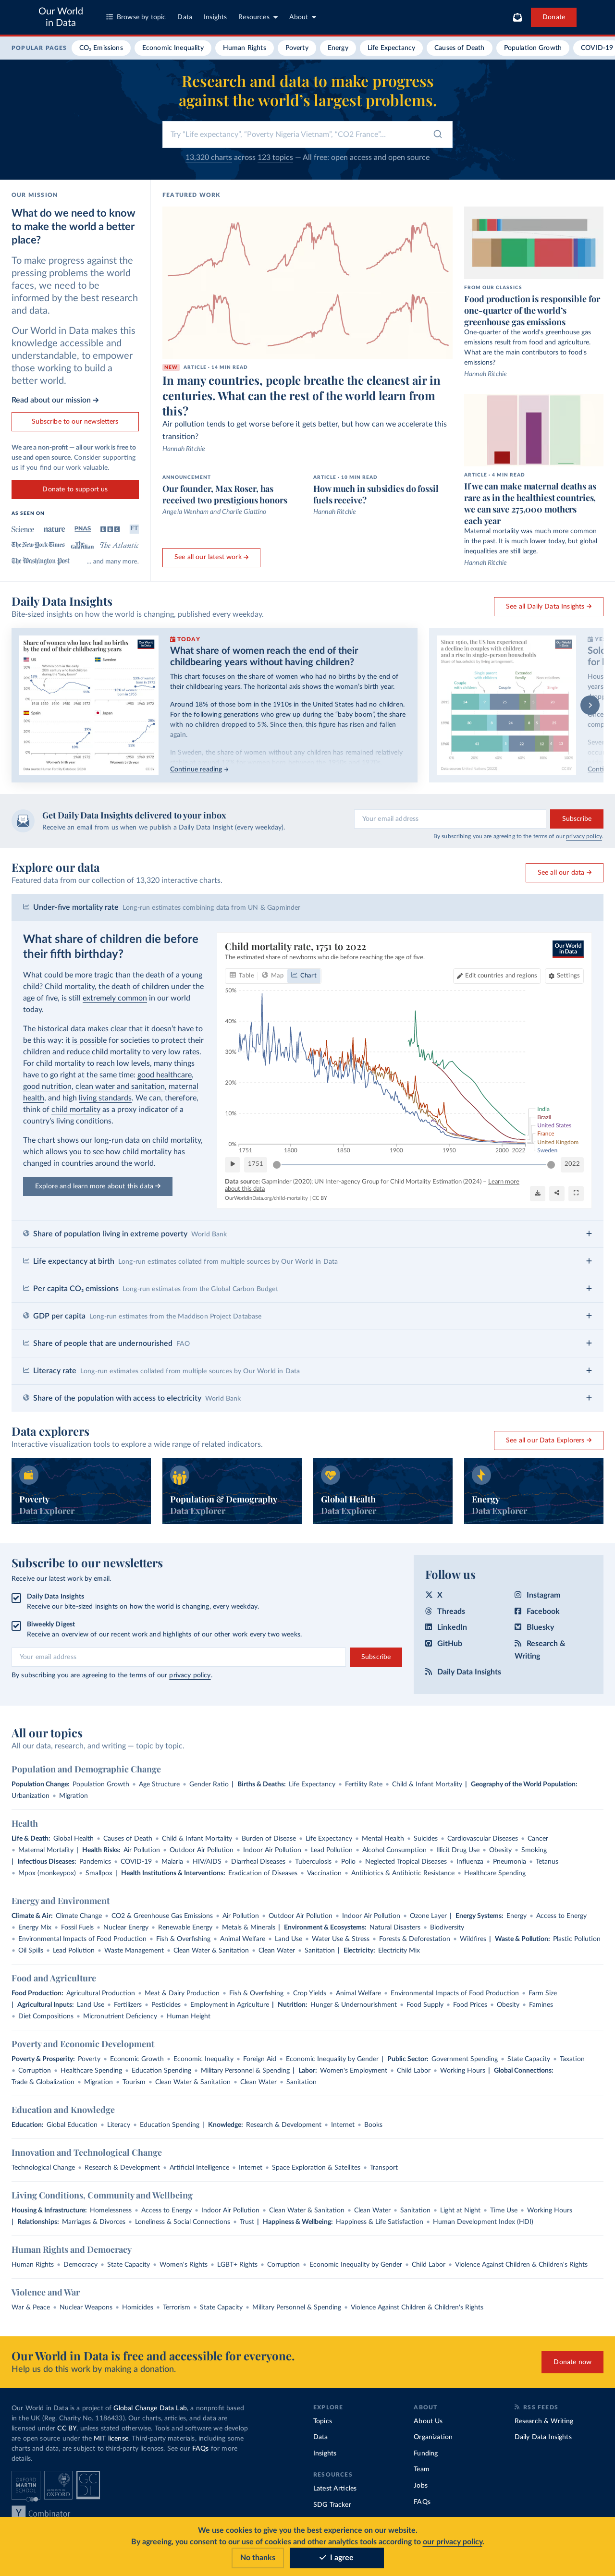 Our World
in Data
Browse by topic
Data
Insights
Resources
About
Donate
POPULAR PAGES
CO₂ Emissions
Economic Inequality
Human Rights
Poverty
Energy
Life Expectancy
Causes of Death
Population Growth
COVID-19
Research and data to make progress
against the world's largest problems.
Try "Life expectancy", "Poverty Nigeria Vietnam", "CO2 France"...
13,320 charts across 123 topics — All free: open access and open source
OUR MISSION
What do we need to know
to make the world a better
place?
To make progress against the
pressing problems the world
faces, we need to be
informed by the best research
and data.
Our World in Data makes this
knowledge accessible and
understandable, to empower
those working to build a
better world.
Read about our mission →
Subscribe to our newsletters
We are a non-profit — all our work is free to
use and open source. Consider supporting
us if you find our work valuable.
Donate to support us
AS SEEN ON
Science nature PNAS BBC FT
The New York Times The Guardian The Atlantic
The Washington Post ... and many more.
FEATURED WORK
NEW ARTICLE · 14 MIN READ
In many countries, people breathe the cleanest air in
centuries. What can the rest of the world learn from
this?
Air pollution tends to get worse before it gets better, but how can we accelerate this
transition?
Hannah Ritchie
ANNOUNCEMENT
Our founder, Max Roser, has
received two prestigious honors
Angela Wenham and Charlie Giattino
ARTICLE · 10 MIN READ
How much in subsidies do fossil
fuels receive?
Hannah Ritchie
See all our latest work →
FROM OUR CLASSICS
Food production is responsible for
one-quarter of the world's
greenhouse gas emissions
One-quarter of the world's greenhouse gas
emissions result from food and agriculture.
What are the main contributors to food's
emissions?
Hannah Ritchie
ARTICLE · 4 MIN READ
If we can make maternal deaths as
rare as in the healthiest countries,
we can save 275,000 mothers
each year
Maternal mortality was much more common
in the past. It is much lower today, but global
inequalities are still large.
Hannah Ritchie
Daily Data Insights
Bite-sized insights on how the world is changing, published every weekday.
See all Daily Data Insights →
Share of women who have had no births
by the end of their childbearing years
US
Sweden
Spain
Japan
TODAY
What share of women reach the end of their
childbearing years without having children?
This chart focuses on the share of women who had no births by the end of
their childbearing years. The horizontal axis shows the woman's birth year.
Around 18% of those born in the 1910s in the United States had no children.
For the following generations who grew up during the "baby boom", the share
with no children dropped to 5%. Since then, this figure has risen and fallen
again.
In Sweden, the share of women without any children has remained relatively
Continue reading →
Since 1960, the US has experienced
a decline in couples with children
and a rise in single-person households
Get Daily Data Insights delivered to your inbox
Receive an email from us when we publish a Daily Data Insight (every weekday).
Your email address
Subscribe
By subscribing you are agreeing to the terms of our privacy policy.
Explore our data
Featured data from our collection of 13,320 interactive charts.
See all our data →
Under-five mortality rate Long-run estimates combining data from UN & Gapminder
What share of children die before
their fifth birthday?
What could be more tragic than the death of a young
child? Child mortality, the death of children under the
age of five, is still extremely common in our world
today.
The historical data makes clear that it doesn't have to
be this way: it is possible for societies to protect their
children and reduce child mortality to very low rates.
For child mortality to reach low levels, many things
have to go right at the same time: good healthcare,
good nutrition, clean water and sanitation, maternal
health, and high living standards. We can, therefore,
think of child mortality as a proxy indicator of a
country's living conditions.
The chart shows our long-run data on child mortality,
which allows you to see how child mortality has
changed in countries around the world.
Explore and learn more about this data →
Child mortality rate, 1751 to 2022
The estimated share of newborns who die before reaching the age of five.
Our World
in Data
Table
Map
Chart
Edit countries and regions
Settings
50%
40%
30%
20%
10%
0%
1751 1800 1850 1900 1950 2000 2022
India
Brazil
United States
France
United Kingdom
Sweden
1751
2022
Data source: Gapminder (2020); UN Inter-agency Group for Child Mortality Estimation (2024) – Learn more
about this data
OurWorldinData.org/child-mortality | CC BY
Share of population living in extreme poverty World Bank
+
Life expectancy at birth Long-run estimates collated from multiple sources by Our World in Data
+
Per capita CO₂ emissions Long-run estimates from the Global Carbon Budget
+
GDP per capita Long-run estimates from the Maddison Project Database
+
Share of people that are undernourished FAO
+
Literacy rate Long-run estimates collated from multiple sources by Our World in Data
+
Share of the population with access to electricity World Bank
+
Data explorers
Interactive visualization tools to explore a wide range of related indicators.
See all our Data Explorers →
Poverty
Data Explorer
Population & Demography
Data Explorer
Global Health
Data Explorer
Energy
Data Explorer
Subscribe to our newsletters
Receive our latest work by email.
Daily Data Insights
Receive our bite-sized insights on how the world is changing, every weekday.
Biweekly Digest
Receive an overview of our recent work and highlights of our other work every two weeks.
Your email address
Subscribe
By subscribing you are agreeing to the terms of our privacy policy.
Follow us
X
Threads
LinkedIn
GitHub
Daily Data Insights
Instagram
Facebook
Bluesky
Research &
Writing
All our topics
All our data, research, and writing — topic by topic.
Population and Demographic Change
Population Change: Population Growth • Age Structure • Gender Ratio | Births & Deaths: Life Expectancy • Fertility Rate • Child & Infant Mortality | Geography of the World Population:
Urbanization • Migration
Health
Life & Death: Global Health • Causes of Death • Child & Infant Mortality • Burden of Disease • Life Expectancy • Mental Health • Suicides • Cardiovascular Diseases • Cancer
• Maternal Mortality | Health Risks: Air Pollution • Outdoor Air Pollution • Indoor Air Pollution • Lead Pollution • Alcohol Consumption • Illicit Drug Use • Obesity • Smoking
| Infectious Diseases: Pandemics • COVID-19 • Malaria • HIV/AIDS • Diarrheal Diseases • Tuberculosis • Polio • Neglected Tropical Diseases • Influenza • Pneumonia • Tetanus
• Mpox (monkeypox) • Smallpox | Health Institutions & Interventions: Eradication of Diseases • Vaccination • Antibiotics & Antibiotic Resistance • Healthcare Spending
Energy and Environment
Climate & Air: Climate Change • CO2 & Greenhouse Gas Emissions • Air Pollution • Outdoor Air Pollution • Indoor Air Pollution • Ozone Layer | Energy Systems: Energy • Access to Energy
• Energy Mix • Fossil Fuels • Nuclear Energy • Renewable Energy • Metals & Minerals | Environment & Ecosystems: Natural Disasters • Biodiversity
• Environmental Impacts of Food Production • Fish & Overfishing • Animal Welfare • Land Use • Water Use & Stress • Forests & Deforestation • Wildfires | Waste & Pollution: Plastic Pollution
• Oil Spills • Lead Pollution • Waste Management • Clean Water & Sanitation • Clean Water • Sanitation | Electricity: Electricity Mix
Food and Agriculture
Food Production: Agricultural Production • Meat & Dairy Production • Fish & Overfishing • Crop Yields • Animal Welfare • Environmental Impacts of Food Production • Farm Size
| Agricultural Inputs: Land Use • Fertilizers • Pesticides • Employment in Agriculture | Nutrition: Hunger & Undernourishment • Food Supply • Food Prices • Obesity • Famines
• Diet Compositions • Micronutrient Deficiency • Human Height
Poverty and Economic Development
Poverty & Prosperity: Poverty • Economic Growth • Economic Inequality • Foreign Aid • Economic Inequality by Gender | Public Sector: Government Spending • State Capacity • Taxation
• Corruption • Healthcare Spending • Education Spending • Military Personnel & Spending | Labor: Women's Employment • Child Labor • Working Hours | Global Connections:
Trade & Globalization • Migration • Tourism • Clean Water & Sanitation • Clean Water • Sanitation
Education and Knowledge
Education: Global Education • Literacy • Education Spending | Knowledge: Research & Development • Internet • Books
Innovation and Technological Change
Technological Change • Research & Development • Artificial Intelligence • Internet • Space Exploration & Satellites • Transport
Living Conditions, Community and Wellbeing
Housing & Infrastructure: Homelessness • Access to Energy • Indoor Air Pollution • Clean Water & Sanitation • Clean Water • Sanitation • Light at Night • Time Use • Working Hours
| Relationships: Marriages & Divorces • Loneliness & Social Connections • Trust | Happiness & Wellbeing: Happiness & Life Satisfaction • Human Development Index (HDI)
Human Rights and Democracy
Human Rights • Democracy • State Capacity • Women's Rights • LGBT+ Rights • Corruption • Economic Inequality by Gender • Child Labor • Violence Against Children & Children's Rights
Violence and War
War & Peace • Nuclear Weapons • Homicides • Terrorism • State Capacity • Military Personnel & Spending • Violence Against Children & Children's Rights
Our World in Data is free and accessible for everyone.
Help us do this work by making a donation.
Donate now
Our World in Data is a project of Global Change Data Lab, a nonprofit based
in the UK (Reg. Charity No. 1186433). Our charts, articles, and data are
licensed under CC BY, unless stated otherwise. Tools and software we develop
are open source under the MIT license. Third-party materials, including some
charts and data, are subject to third-party licenses. See our FAQs for more
details.
OXFORD
MARTIN
SCHOOL
UNIVERSITY OF
OXFORD
GC
DL
Y Combinator
EXPLORE
Topics
Data
Insights
RESOURCES
Latest Articles
SDG Tracker
ABOUT
About Us
Organization
Funding
Team
Jobs
FAQs
RSS FEEDS
Research & Writing
Daily Data Insights
We use cookies to give you the best experience on our website.
By agreeing, you consent to our use of cookies and other analytics tools according to our privacy policy.
No thanks
I agree